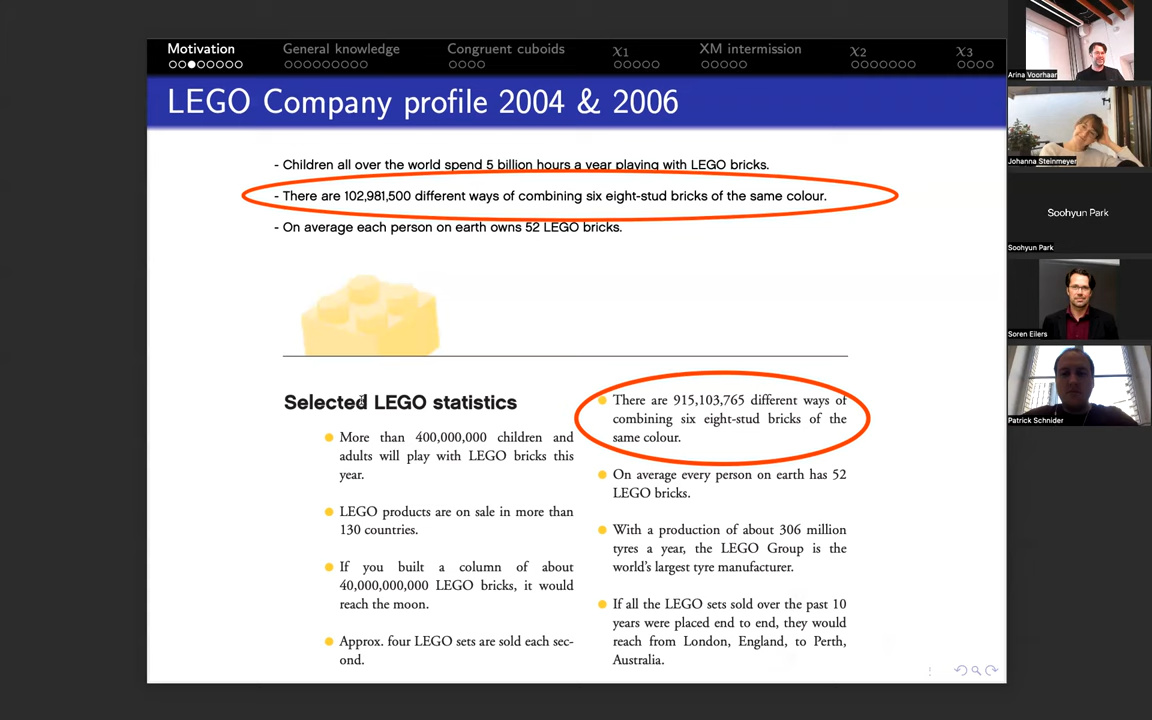 Motivation
General knowledge
Congruent cuboids
χ1
XM intermission
χ2
χ3
LEGO Company profile 2004 & 2006
- Children all over the world spend 5 billion hours a year playing with LEGO bricks.
- There are 102,981,500 different ways of combining six eight-stud bricks of the same colour.
- On average each person on earth owns 52 LEGO bricks.
Selected LEGO statistics
More than 400,000,000 children and
adults will play with LEGO bricks this
year.
LEGO products are on sale in more than
130 countries.
If you built a column of about
40,000,000,000 LEGO bricks, it would
reach the moon.
Approx. four LEGO sets are sold each sec-
ond.
There are 915,103,765 different ways of
combining six eight-stud bricks of the
same colour.
On average every person on earth has 52
LEGO bricks.
With a production of about 306 million
tyres a year, the LEGO Group is the
world's largest tyre manufacturer.
If all the LEGO sets sold over the past 10
years were placed end to end, they would
reach from London, England, to Perth,
Australia.
Arina Voorhaar
Johanna Steinmeyer
Soohyun Park
Soohyun Park
Soren Eilers
Patrick Schnider